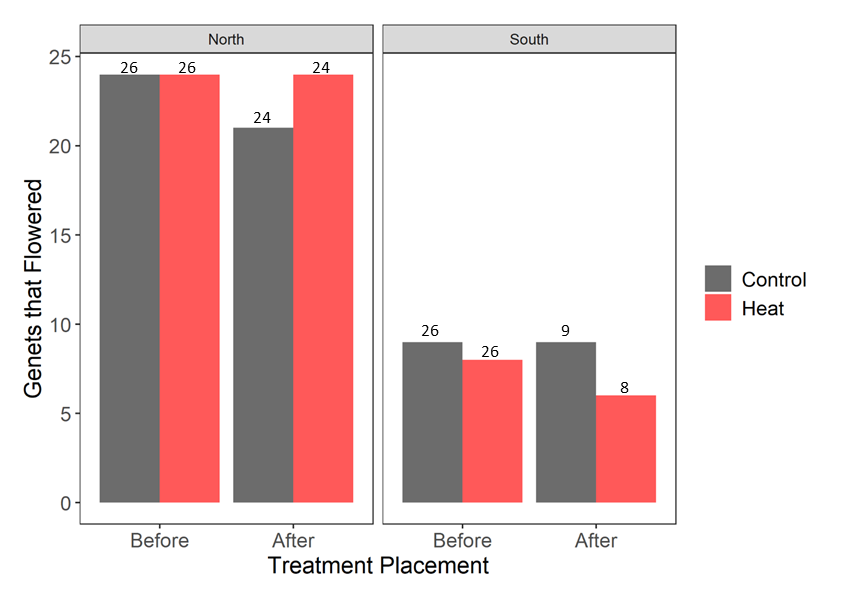 North
South
Genets that Flowered
25
20
15
10
5
0
26
26
24
24
26
26
9
8
Before
After
Before
After
Treatment Placement
Control
Heat